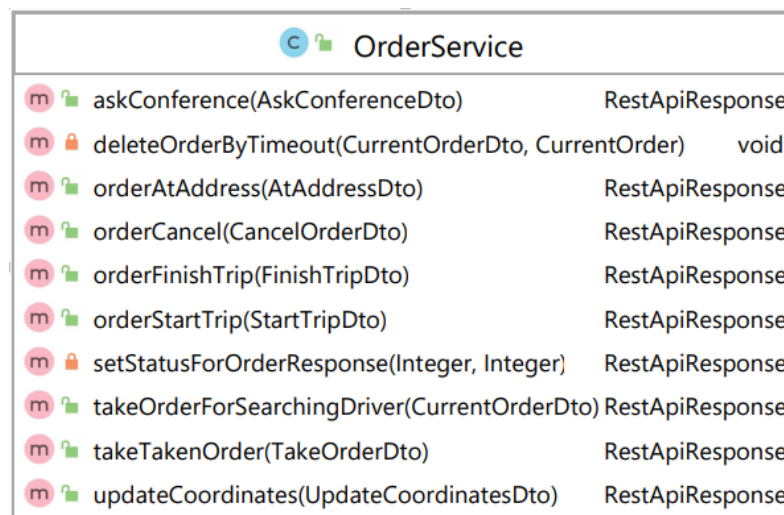 C OrderService
m askConference(AskConferenceDto) RestApiResponse
m deleteOrderByTimeout(CurrentOrderDto, CurrentOrder) void
m orderAtAddress(AtAddressDto) RestApiResponse
m orderCancel(CancelOrderDto) RestApiResponse
m orderFinishTrip(FinishTripDto) RestApiResponse
m orderStartTrip(StartTripDto) RestApiResponse
m setStatusForOrderResponse(Integer, Integer) RestApiResponse
m takeOrderForSearchingDriver(CurrentOrderDto) RestApiResponse
m takeTakenOrder(TakeOrderDto) RestApiResponse
m updateCoordinates(UpdateCoordinatesDto) RestApiResponse